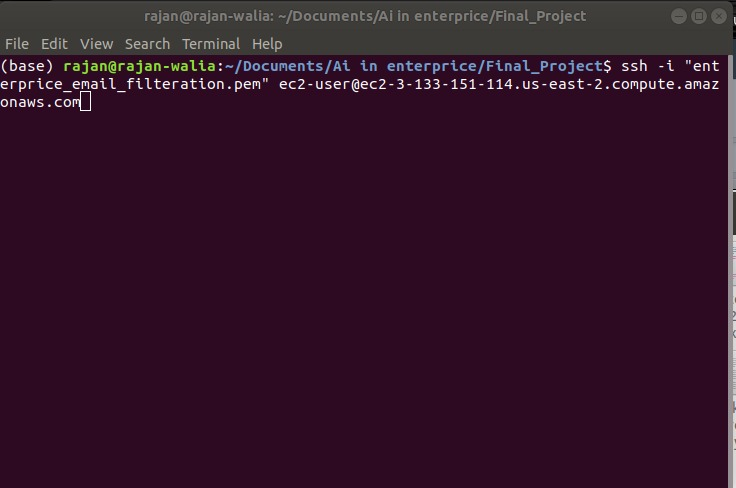 rajan@rajan-walia: ~/Documents/Ai in enterprice/Final_Project
File Edit View Search Terminal Help
(base) rajan@rajan-walia:~/Documents/Ai in enterprice/Final_Project$ ssh -i "ent
erprice_email_filteration.pem" ec2-user@ec2-3-133-151-114.us-east-2.compute.amaz
onaws.com